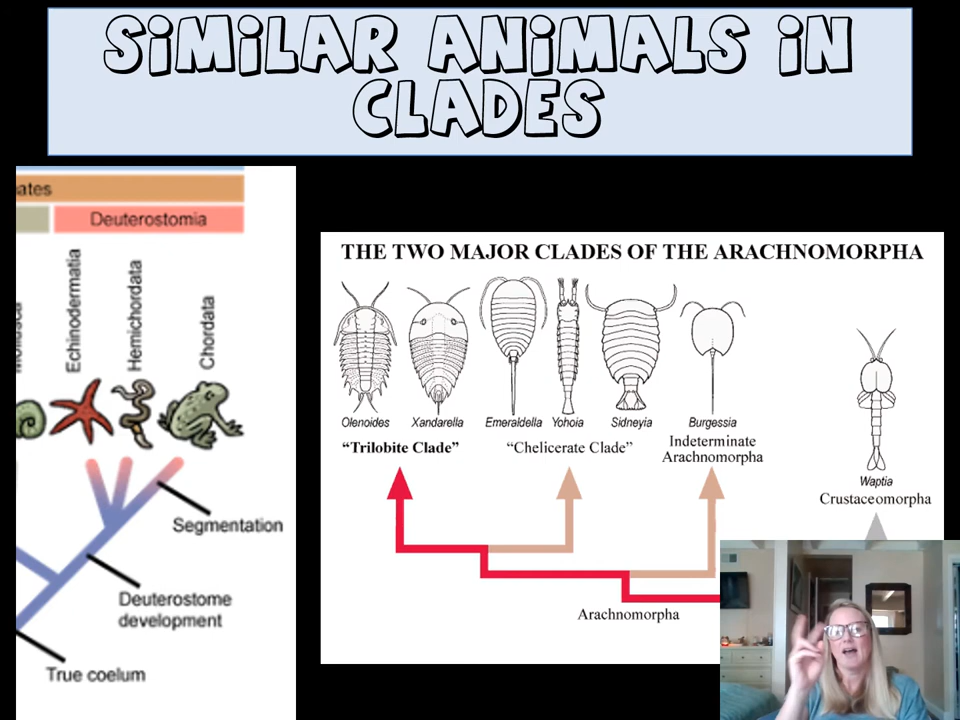 SIMILAR ANIMALS IN
CLADES
ates
Deuterostomia
Echinodermatia
Hemichordata
Chordata
Segmentation
Deuterostome
development
True coelum
THE TWO MAJOR CLADES OF THE ARACHNOMORPHA
Olenoides
Xandarella
Emeraldella
Yohoia
Sidneyia
Burgessia
"Trilobite Clade"
"Chelicerate Clade"
Indeterminate
Arachnomorpha
Waptia
Crustaceomorpha
Arachnomorpha